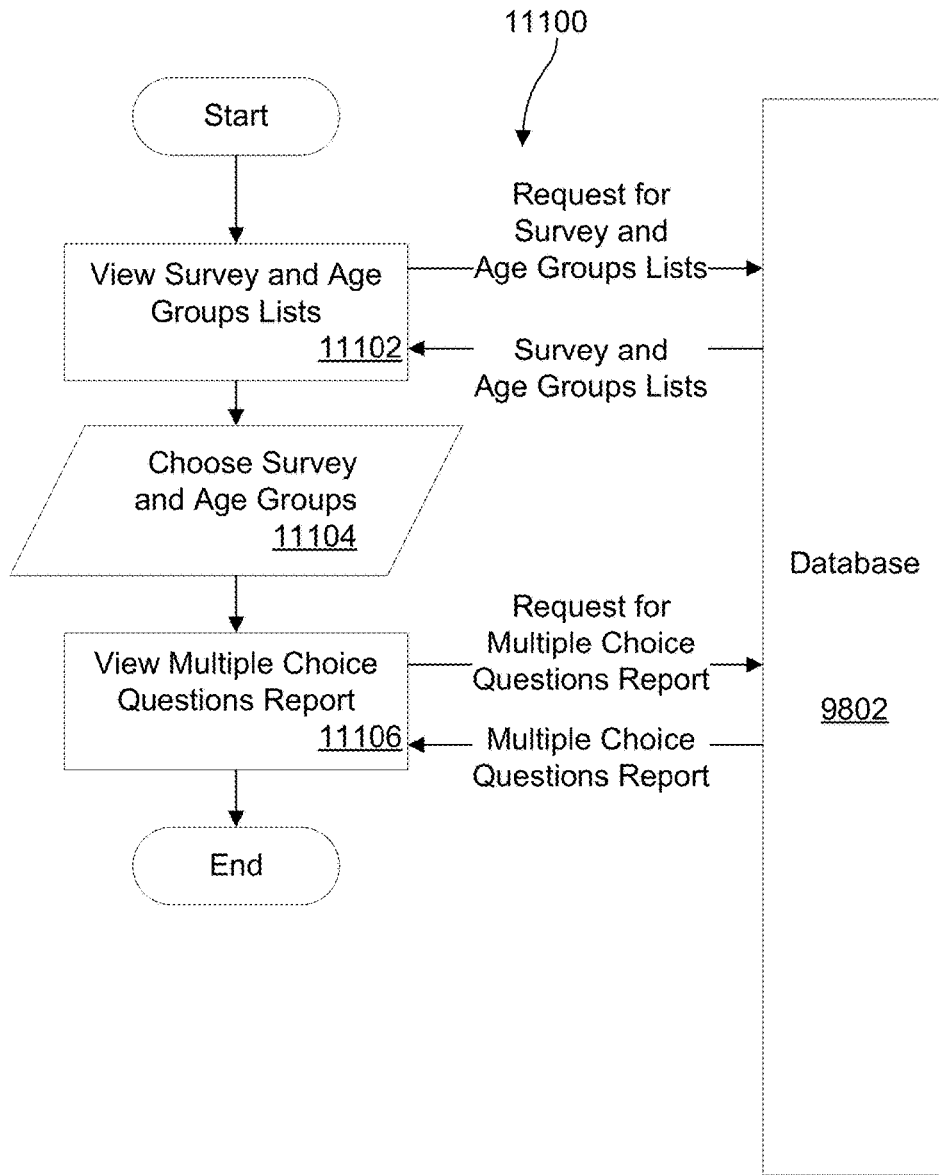 11100
Start
Request for
Survey and
Age Groups Lists
View Survey and Age
Groups Lists
11102
Survey and
Age Groups Lists
Choose Survey
and Age Groups
11104
Database
9802
Request for
Multiple Choice
Questions Report
View Multiple Choice
Questions Report
11106
Multiple Choice
Questions Report
End